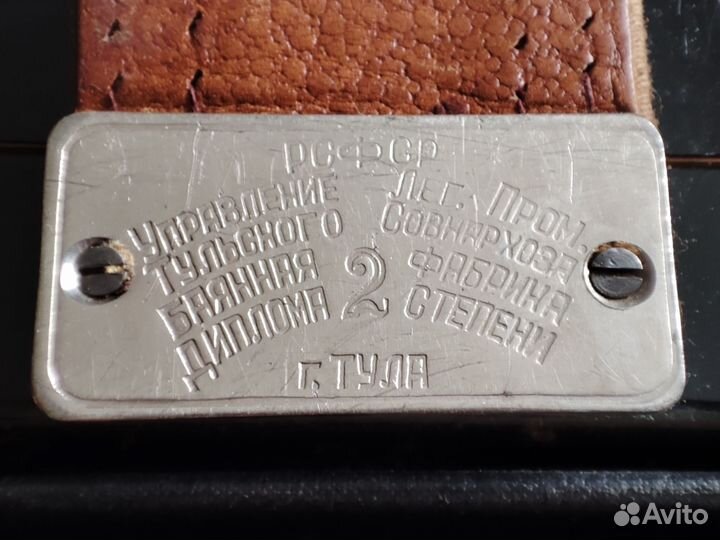 РСФСР
Управление Лег. Пром.
Тульского Совнархоза
Баянная фабрика
Диплома 2 степени
г. Тула
Avito